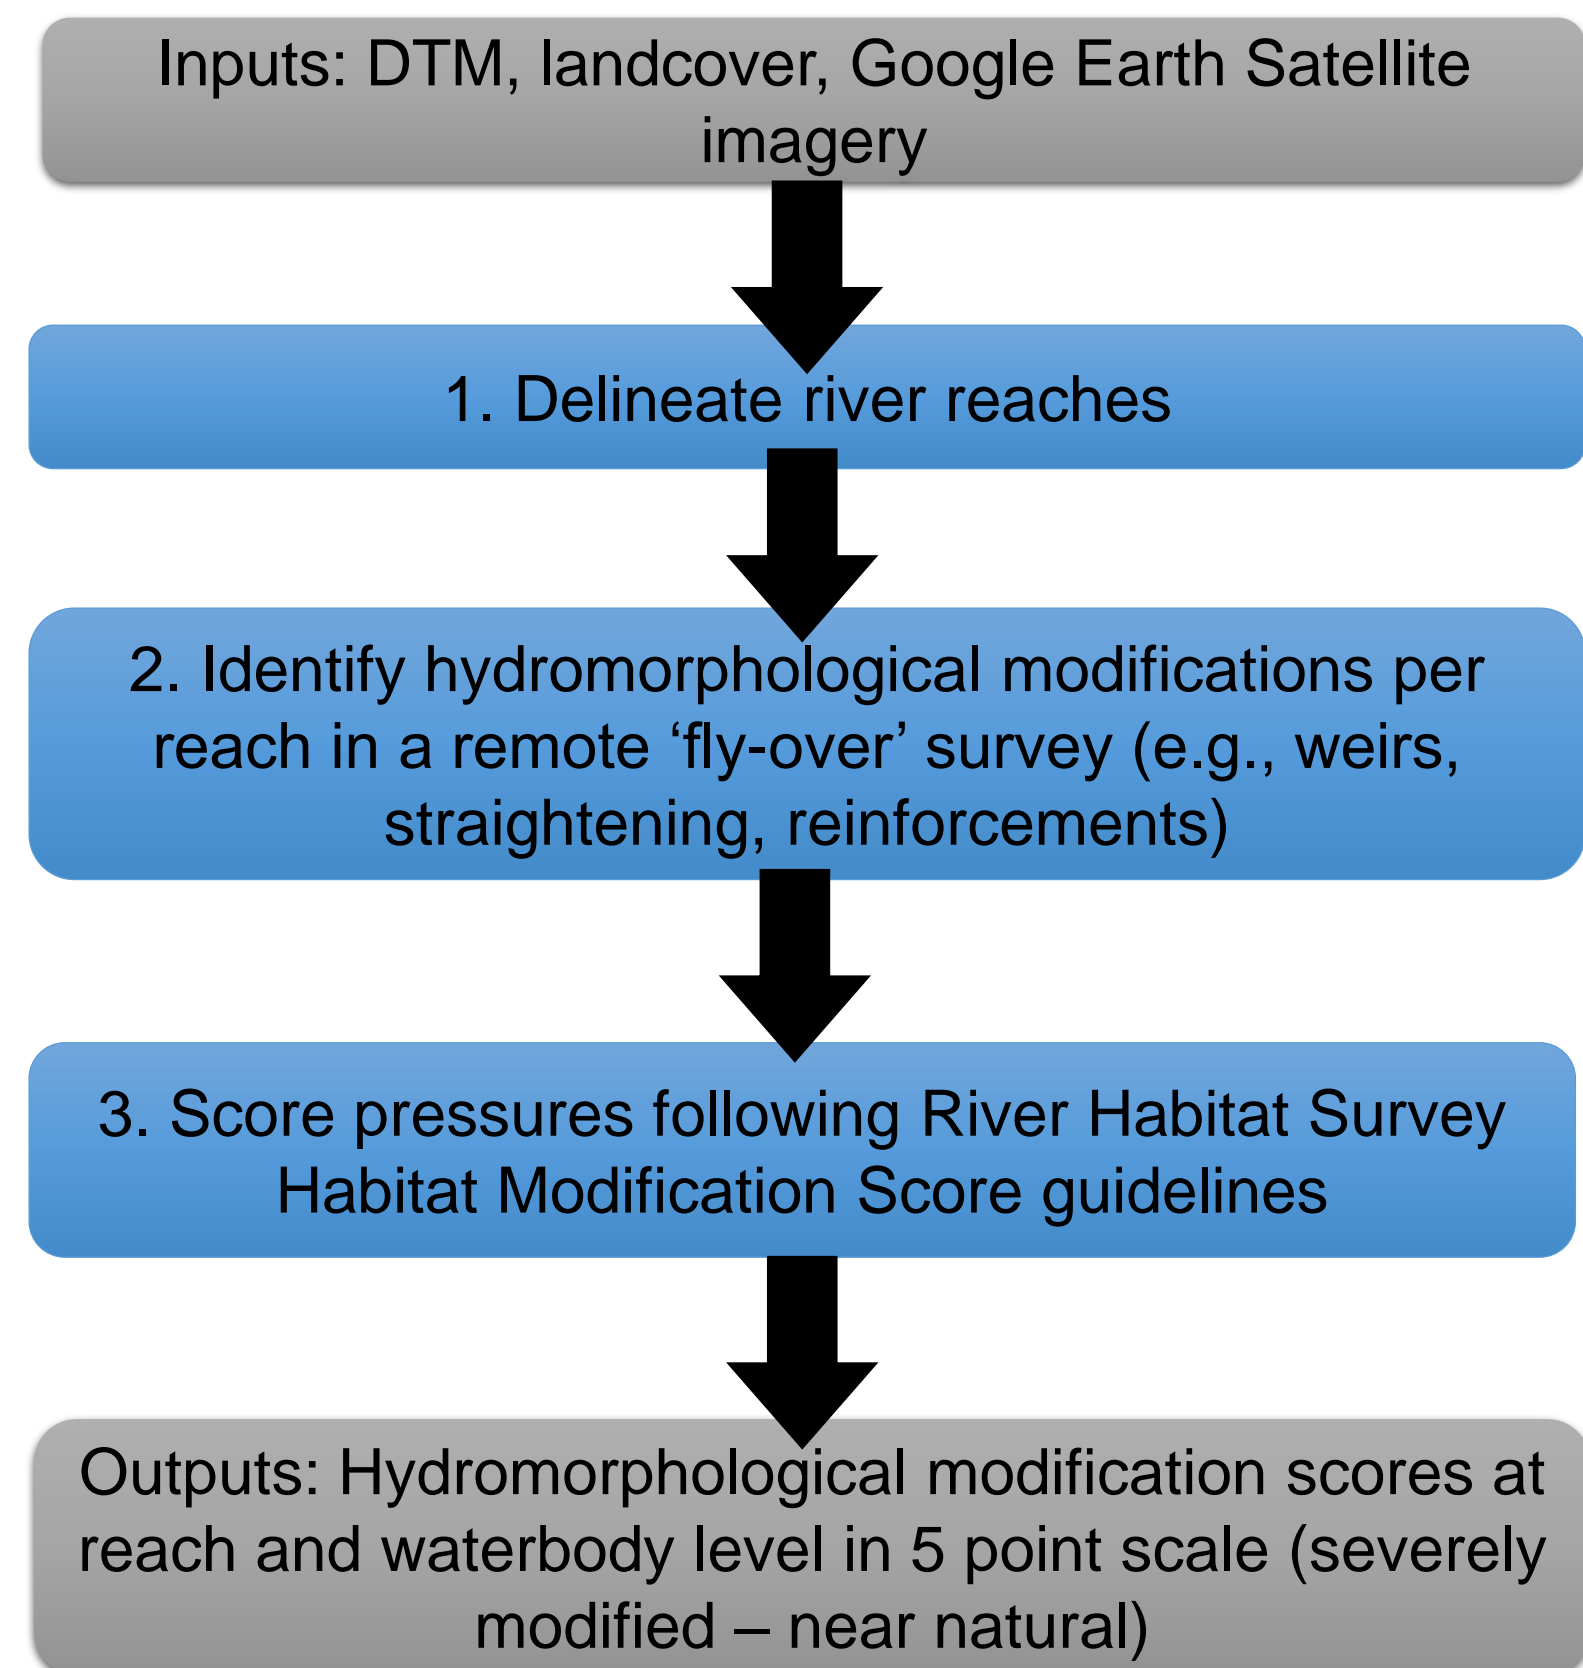 Inputs: DTM, landcover, Google Earth Satellite
imagery
1. Delineate river reaches
2. Identify hydromorphological modifications per
reach in a remote ‘fly-over’ survey (e.g., weirs,
straightening, reinforcements)
3. Score pressures following River Habitat Survey
Habitat Modification Score guidelines
Outputs: Hydromorphological modification scores at
reach and waterbody level in 5 point scale (severely
modified – near natural)